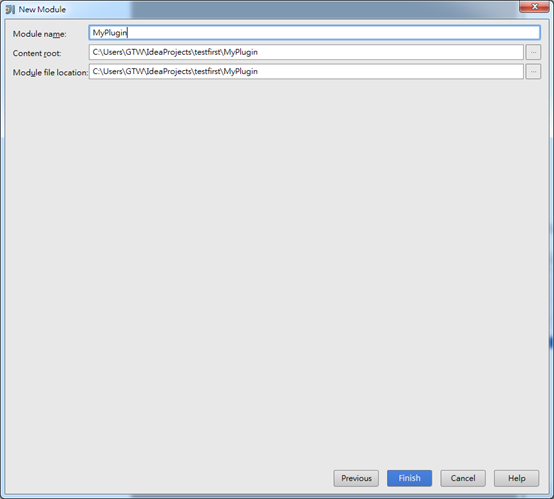 New Module
Module name: MyPlugin
Content root: C:\Users\GTW\IdeaProjects\testfirst\MyPlugin ...
Module file location: C:\Users\GTW\IdeaProjects\testfirst\MyPlugin ...
Previous Finish Cancel Help